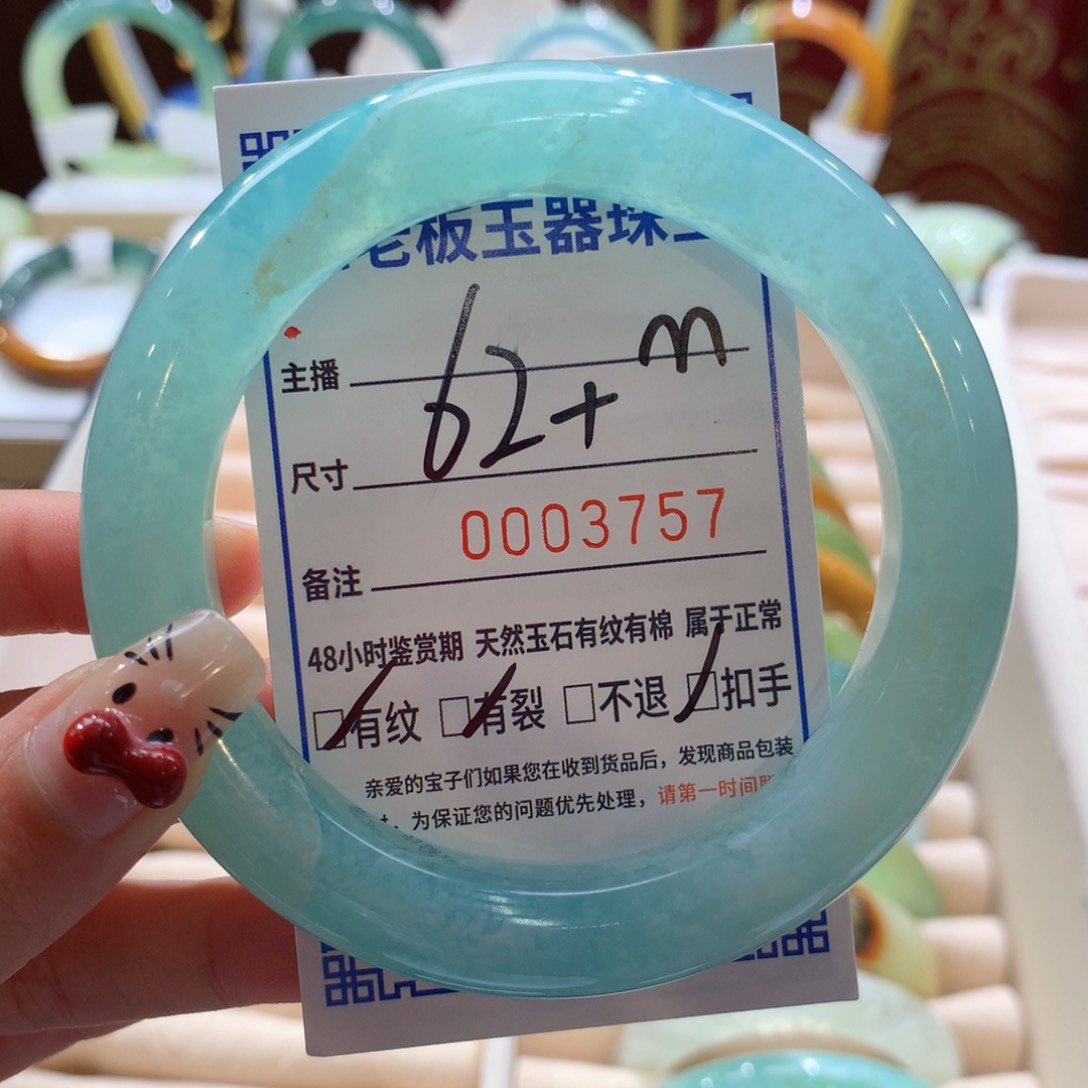 板玉器珠
主播 m
尺寸 62+
0003757
备注
48小时鉴赏期 天然玉石有纹有棉 属于正常
□有纹 □有裂 □不退 □扣手
亲爱的宝子们如果您在收到货品后，发现商品包装
为保证您的问题优先处理，请第一时间